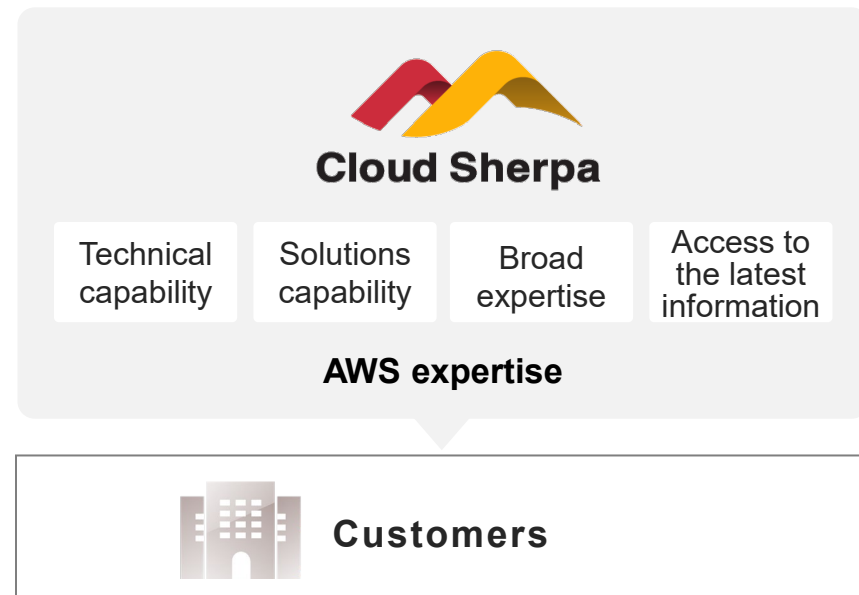 Cloud Sherpa
Technical
capability
Solutions
capability
Broad
expertise
Access to
the latest
information
AWS expertise
Customers